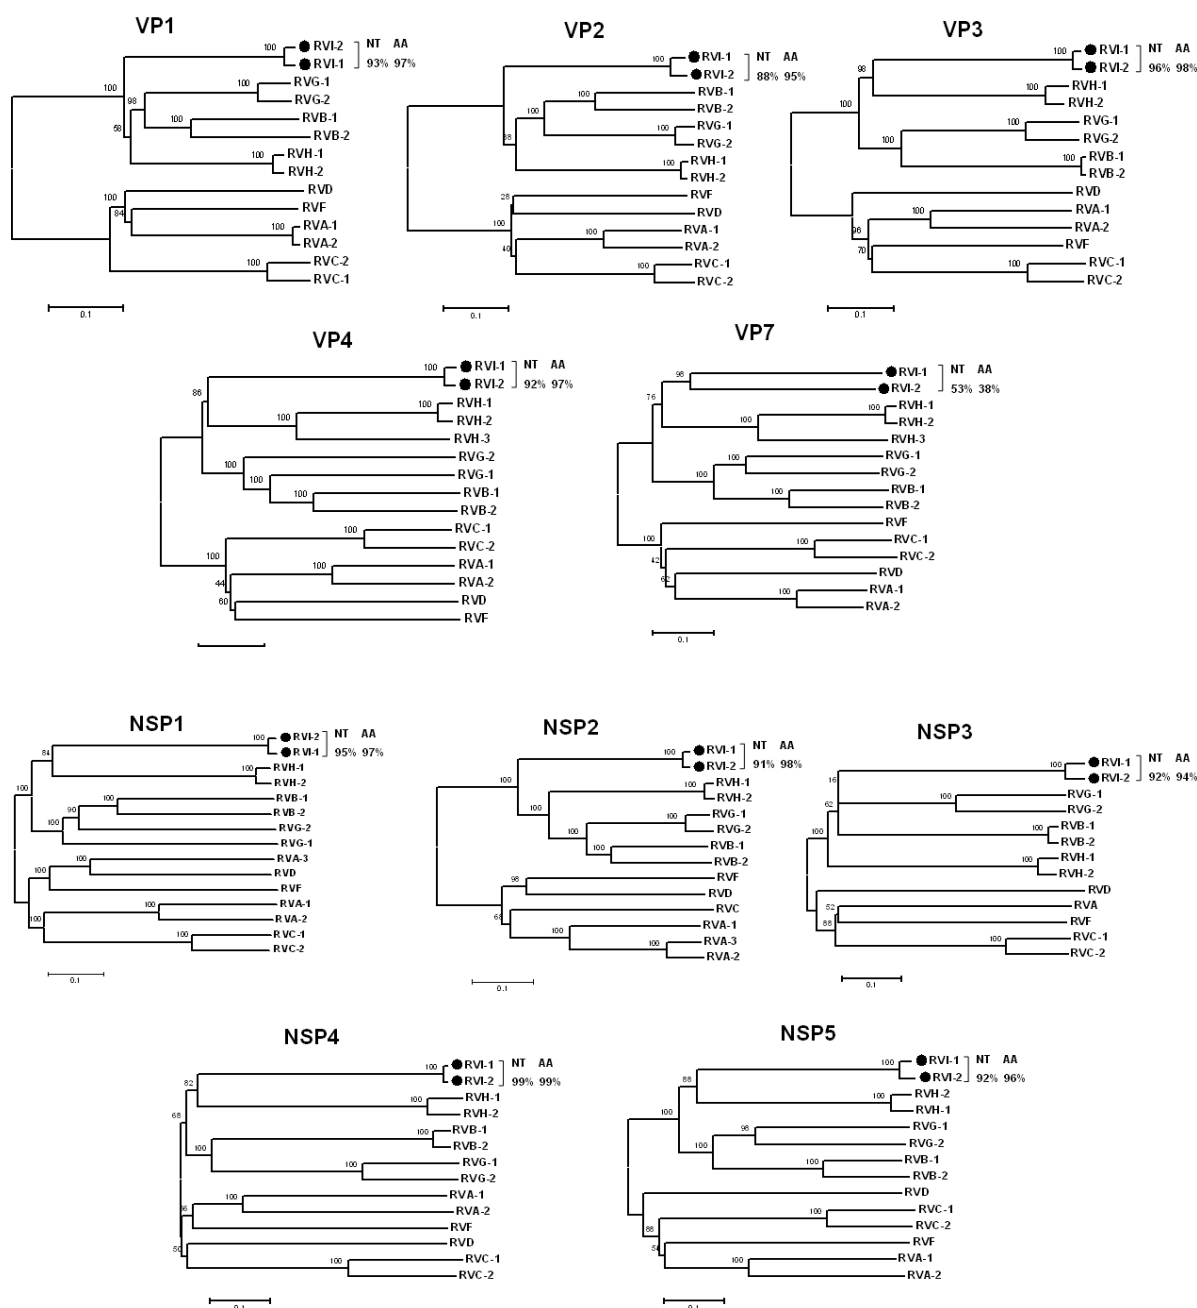 VP1
100
RVI-2
NT AA
RVI-1
93% 97%
100
RVG-1
100
98
RVG-2
58
100
RVB-1
RVB-2
100
RVH-1
RVH-2
100
RVD
84
RVF
100
RVA-1
RVA-2
100
RVC-2
RVC-1
0.1
VP2
100
RVI-1
NT AA
RVI-2
88% 95%
100
RVB-1
RVB-2
100
100
RVG-1
RVG-2
100
RVH-1
RVH-2
28
RVF
RVD
100
100
RVA-1
40
RVA-2
100
RVC-1
RVC-2
0.1
VP3
100
RVI-1
NT AA
98
RVI-2
96% 98%
100
RVH-1
RVH-2
100
100
RVG-1
RVG-2
100
100
RVB-1
RVB-2
RVD
100
RVA-1
96
RVA-2
70
RVF
100
RVC-1
RVC-2
0.1
VP4
100
RVI-1
NT AA
86
RVI-2
92% 97%
100
RVH-1
100
RVH-2
RVH-3
100
RVG-2
100
RVG-1
100
RVB-1
RVB-2
100
RVC-1
RVC-2
100
100
RVA-1
44
RVA-2
60
RVD
RVF
VP7
98
RVI-1
NT AA
RVI-2
53% 38%
76
100
RVH-1
100
RVH-2
RVH-3
100
RVG-1
100
RVG-2
100
RVB-1
RVB-2
RVF
100
100
RVC-1
42
RVC-2
62
RVD
100
RVA-1
RVA-2
0.1
NSP1
100
RVI-2
NT AA
84
RVI-1
95% 97%
100
RVH-1
RVH-2
100
100
RVB-1
90
RVB-2
100
RVG-2
RVG-1
100
100
RVA-3
RVD
RVF
100
RVA-1
100
RVA-2
100
RVC-1
RVC-2
0.1
NSP2
100
RVI-1
NT AA
RVI-2
91% 98%
100
100
RVH-1
RVH-2
100
100
RVG-1
RVG-2
100
100
RVB-1
RVB-2
98
RVF
RVD
68
RVC
100
RVA-1
100
RVA-3
RVA-2
0.1
NSP3
100
RVI-1
NT AA
16
RVI-2
92% 94%
62
100
RVG-1
RVG-2
100
100
RVB-1
RVB-2
100
RVH-1
RVH-2
RVD
52
RVA
88
RVF
100
RVC-1
RVC-2
0.1
NSP4
100
RVI-1
NT AA
82
RVI-2
99% 99%
68
100
RVH-1
RVH-2
100
100
RVB-1
RVB-2
100
RVG-1
RVG-2
100
RVA-1
RVA-2
RVF
50
RVD
100
RVC-1
RVC-2
0.1
NSP5
100
RVI-1
NT AA
88
RVI-2
92% 96%
100
100
RVH-2
RVH-1
98
RVG-1
100
RVG-2
100
RVB-1
RVB-2
RVD
100
RVC-1
88
RVC-2
RVF
100
RVA-1
RVA-2
0.1